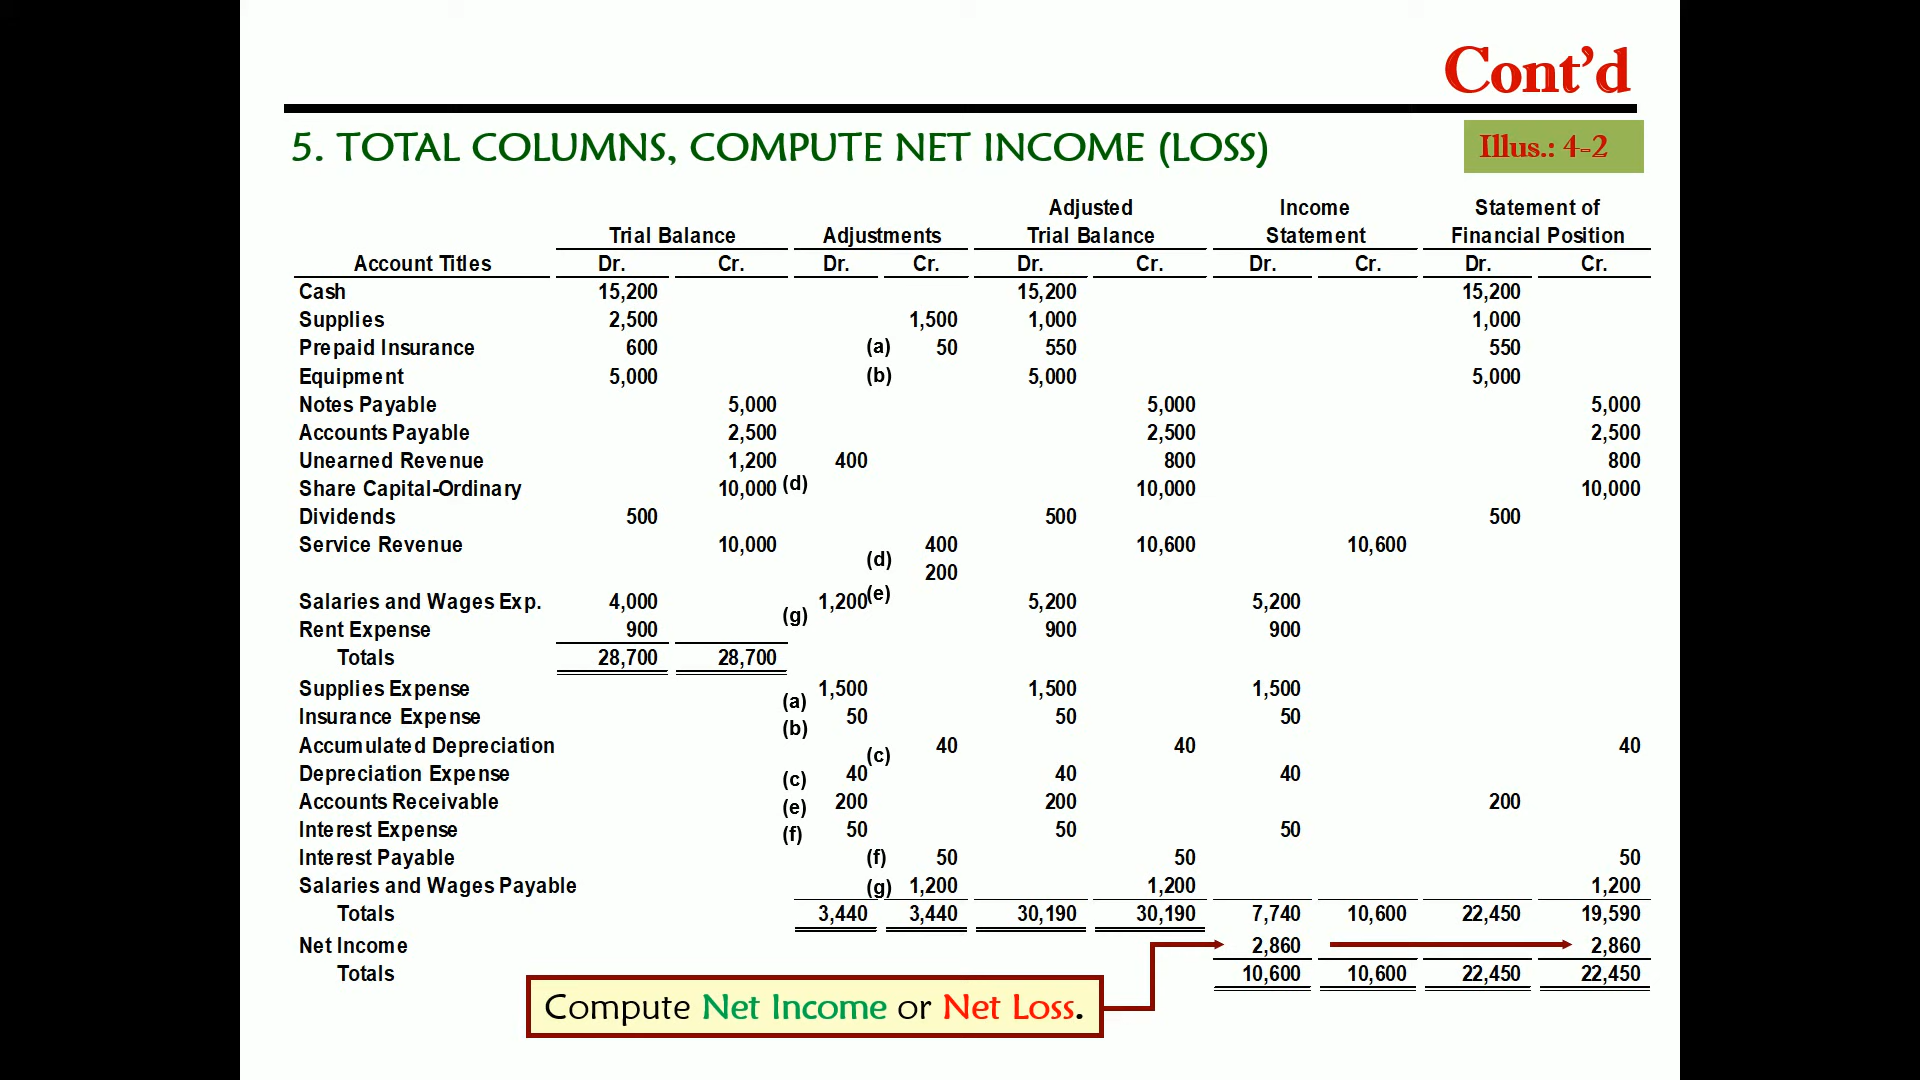 Cont’d
5. TOTAL COLUMNS, COMPUTE NET INCOME (LOSS)
Illus.: 4-2
Adjusted Income Statement of
Trial Balance Adjustments Trial Balance Statement Financial Position
Account Titles Dr. Cr. Dr. Cr. Dr. Cr. Dr. Cr. Dr. Cr.
Cash 15,200 15,200 15,200
Supplies 2,500 1,500 1,000 1,000
Prepaid Insurance 600 (a) 50 550 550
Equipment 5,000 (b) 5,000 5,000
Notes Payable 5,000 5,000 5,000
Accounts Payable 2,500 2,500 2,500
Unearned Revenue 1,200 400 800 800
Share Capital-Ordinary 10,000 (d) 10,000 10,000
Dividends 500 500 500
Service Revenue 10,000 400 10,600 10,600
(d) 200
Salaries and Wages Exp. 4,000 (g) 1,200 (e) 5,200 5,200
Rent Expense 900 900 900
Totals 28,700 28,700
Supplies Expense (a) 1,500 1,500 1,500
Insurance Expense (b) 50 50 50
Accumulated Depreciation (c) 40 40 40
Depreciation Expense (c) 40 40 40
Accounts Receivable (e) 200 200 200
Interest Expense (f) 50 50 50
Interest Payable (f) 50 50 50
Salaries and Wages Payable (g) 1,200 1,200 1,200
Totals 3,440 3,440 30,190 30,190 7,740 10,600 22,450 19,590
Net Income 2,860 2,860
Totals 10,600 10,600 22,450 22,450
Compute Net Income or Net Loss.